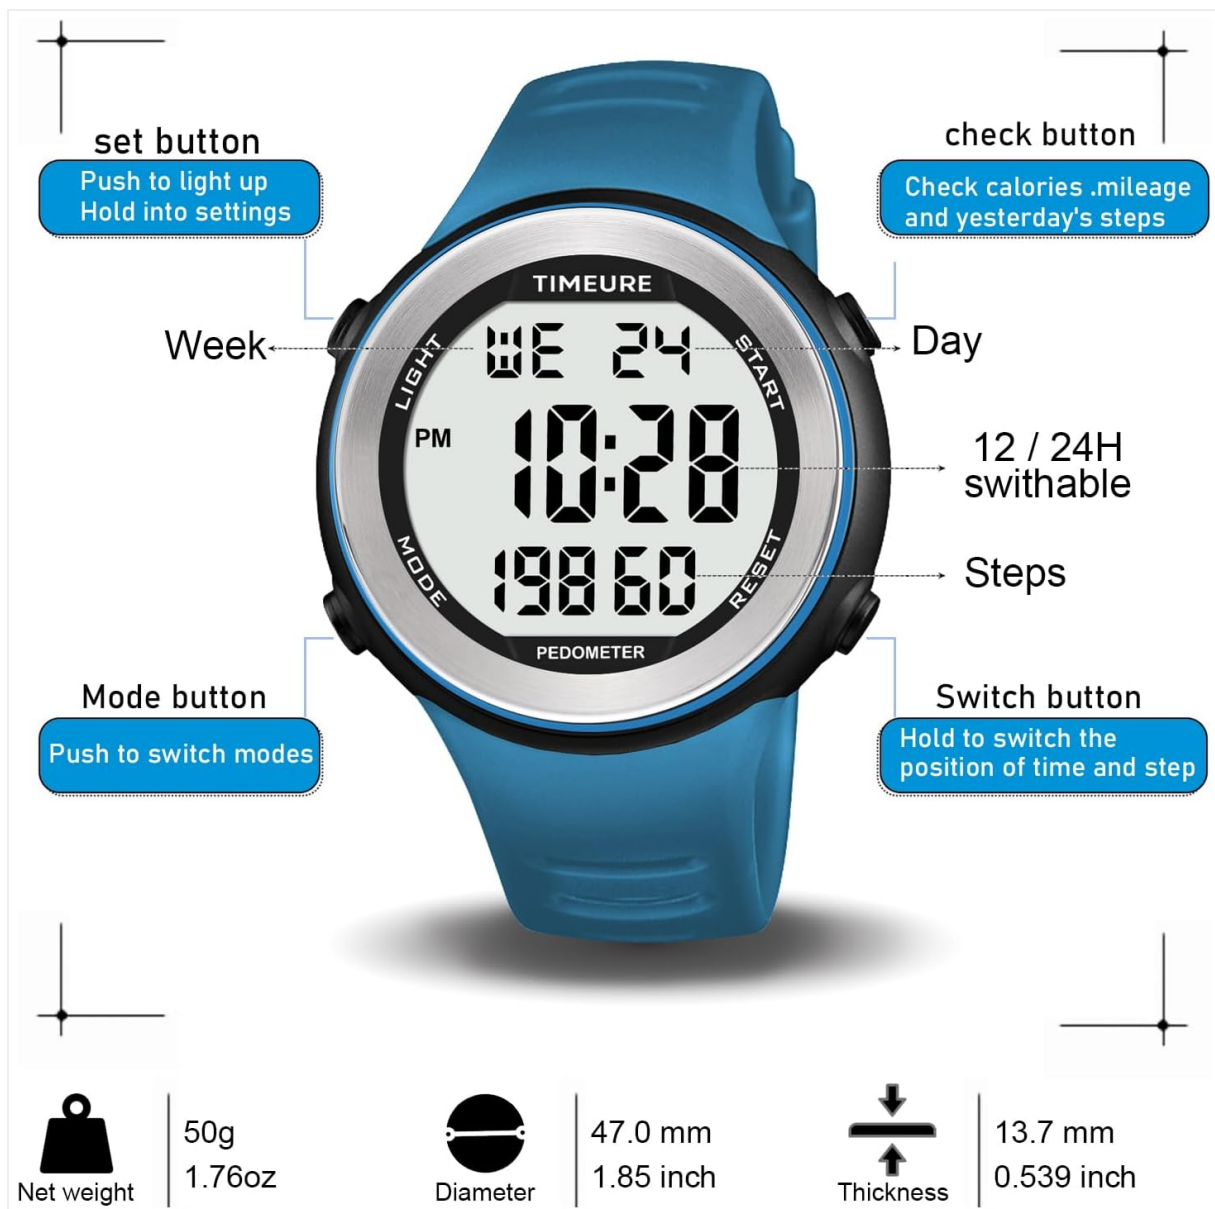 set button
Push to light up
Hold into settings
check button
Check calories .mileage
and yesterday's steps
TIMEURE
LIGHT
START
Week
WE 24
Day
PM
10:28
12 / 24H
swithable
19860
Steps
MODE
RESET
PEDOMETER
Mode button
Push to switch modes
Switch button
Hold to switch the
position of time and step
Net weight
50g
1.76oz
Diameter
47.0 mm
1.85 inch
Thickness
13.7 mm
0.539 inch